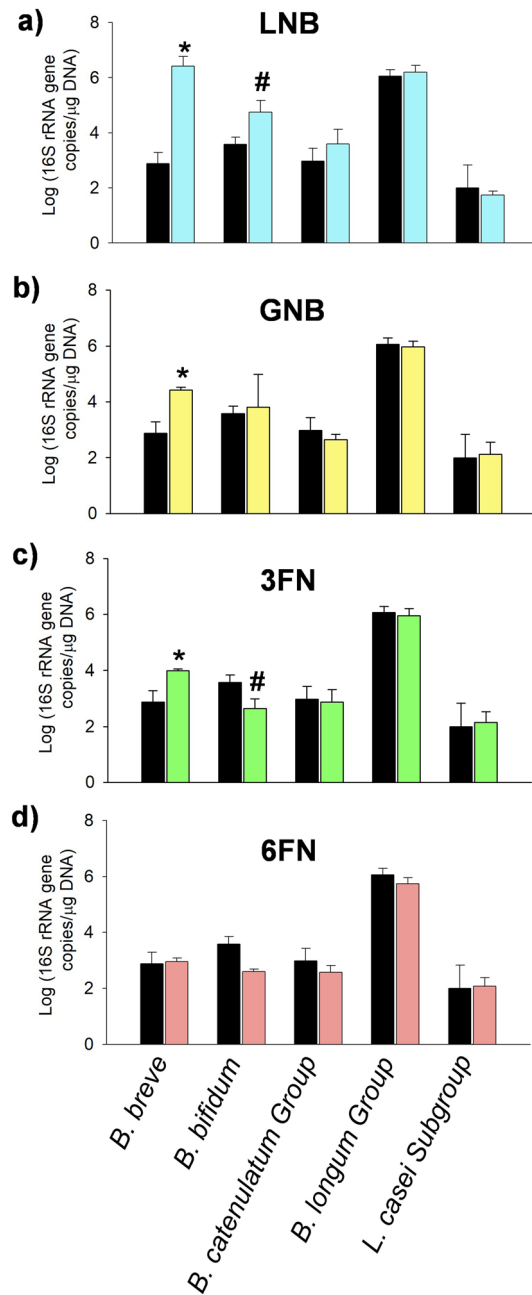 a)
LNB
Log (16S rRNA gene
copies/µg DNA)
8
6
4
2
0
*
#
b)
GNB
Log (16S rRNA gene
copies/µg DNA)
8
6
4
2
0
*
c)
3FN
Log (16S rRNA gene
copies/µg DNA)
8
6
4
2
0
*
#
d)
6FN
Log (16S rRNA gene
copies/µg DNA)
8
6
4
2
0
B. breve
B. bifidum
B. catenulatum Group
B. longum Group
L. casei Subgroup